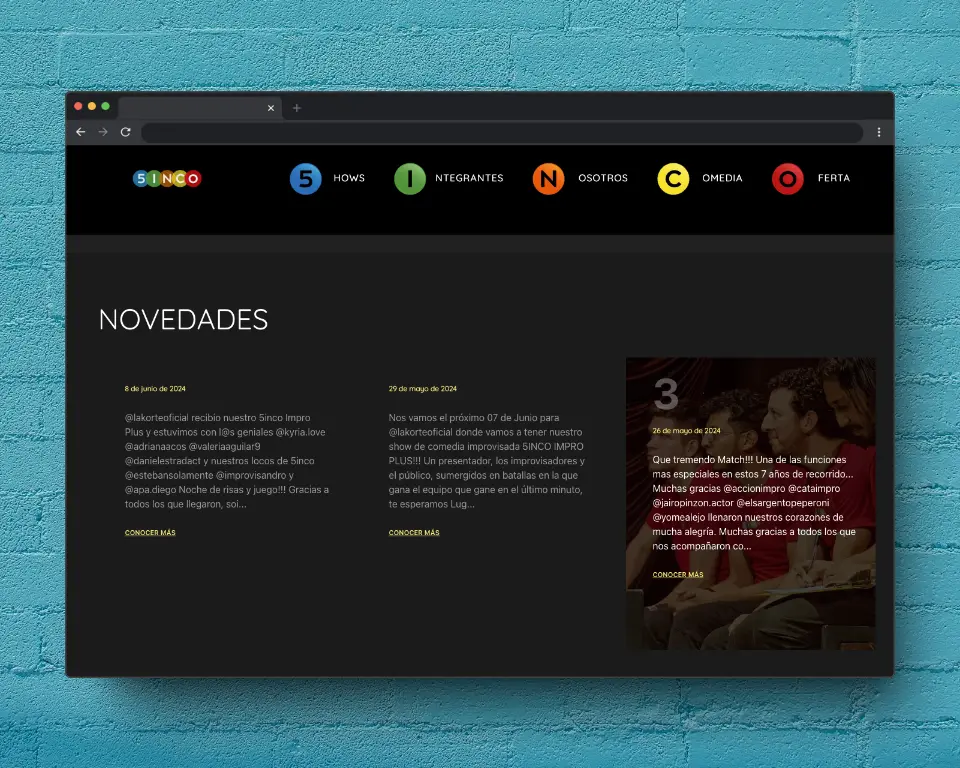 5INCO
5 HOWS
I NTEGRANTES
N OSOTROS
C OMEDIA
O FERTA
NOVEDADES
8 de junio de 2024
@lakorteoficial recibio nuestro 5inco Impro
Plus y estuvimos con l@s geniales @kyria.love
@adrianaacos @valeriaaguilar9
@danielestradact y nuestros locos de 5inco
@estebansolamente @improvisandro y
@apa.diego Noche de risas y juego!!! Gracias a
todos los que llegaron, soi...
CONOCER MÁS
29 de mayo de 2024
Nos vamos el próximo 07 de Junio para
@lakorteoficial donde vamos a tener nuestro
show de comedia improvisada 5INCO IMPRO
PLUS!!! Un presentador, los improvisadores y
el público, sumergidos en batallas en la que
gana el equipo que gane en el último minuto,
te esperamos Lug...
CONOCER MÁS
3
26 de mayo de 2024
Que tremendo Match!!! Una de las funciones
mas especiales en estos 7 años de recorrido...
Muchas gracias @accionimpro @cataimpro
@jairopinzon.actor @elsargentopeperoni
@yomealejo llenaron nuestros corazones de
mucha alegría. Muchas gracias a todos los que
nos acompañaron co...
CONOCER MÁS